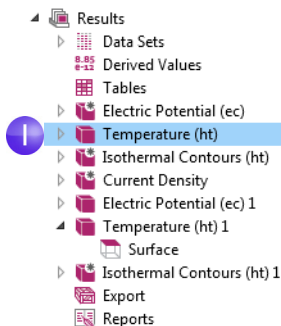 Results
Data Sets
8.85
e-12 Derived Values
Tables
Electric Potential (ec)
1 Temperature (ht)
Isothermal Contours (ht)
Current Density
Electric Potential (ec) 1
Temperature (ht) 1
Surface
Isothermal Contours (ht) 1
Export
Reports